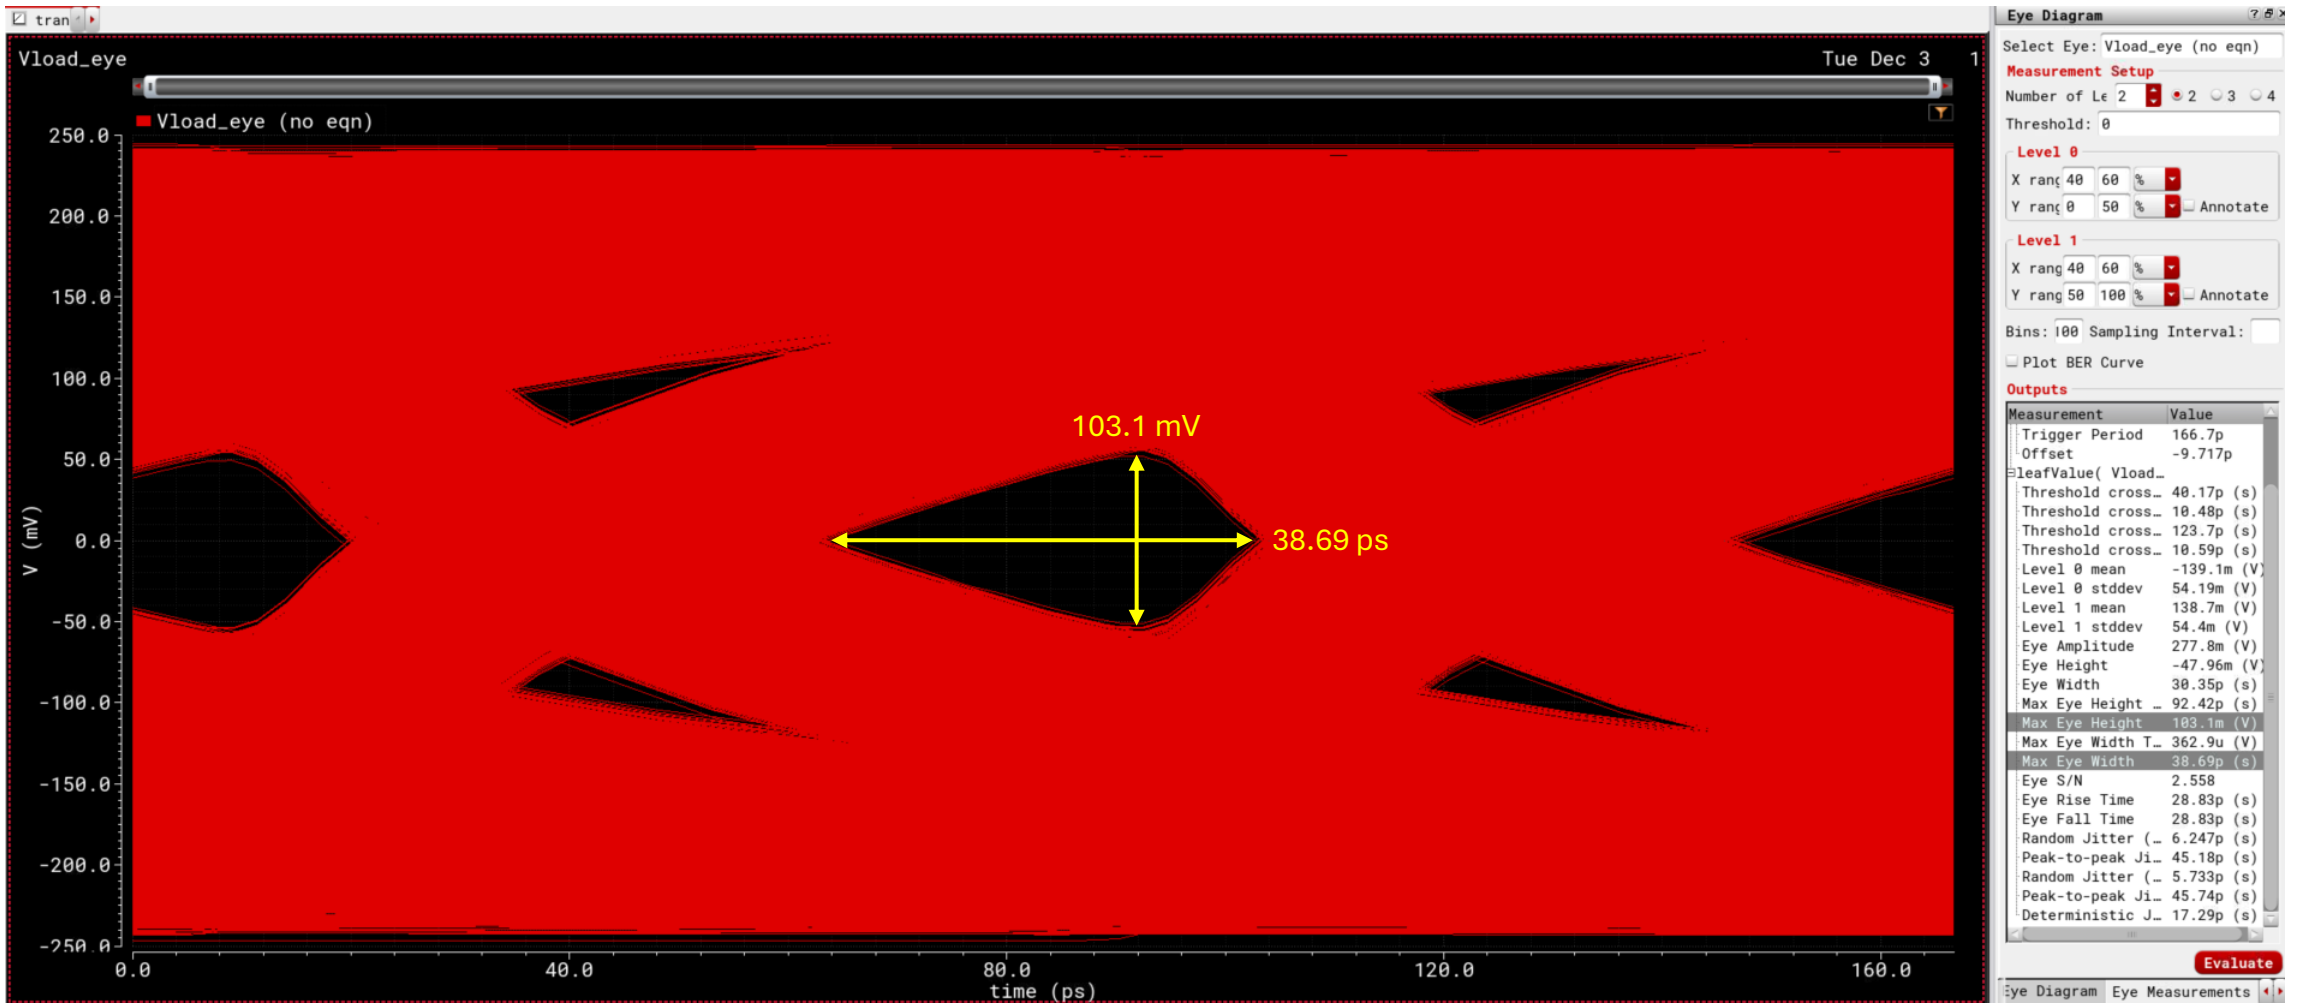 tran
Eye Diagram
Vload_eye
Tue Dec 3 1
Select Eye: Vload_eye (no eqn)
Measurement Setup
Number of Le 2 2 3 4
Threshold: 0
Level 0
X rang 40 60 %
Y rang 0 50 % Annotate
Level 1
X rang 40 60 %
Y rang 50 100 % Annotate
Bins: 100 Sampling Interval:
Plot BER Curve
Outputs
Measurement Value
Trigger Period 166.7p
Offset -9.717p
leafValue( Vload…
Threshold cross… 40.17p (s)
Threshold cross… 10.48p (s)
Threshold cross… 123.7p (s)
Threshold cross… 10.59p (s)
Level 0 mean -139.1m (V)
Level 0 stddev 54.19m (V)
Level 1 mean 138.7m (V)
Level 1 stddev 54.4m (V)
Eye Amplitude 277.8m (V)
Eye Height -47.96m (V)
Eye Width 30.35p (s)
Max Eye Height … 92.42p (s)
Max Eye Height 103.1m (V)
Max Eye Width T… 362.9u (V)
Max Eye Width 38.69p (s)
Eye S/N 2.558
Eye Rise Time 28.83p (s)
Eye Fall Time 28.83p (s)
Random Jitter (… 6.247p (s)
Peak-to-peak Ji… 45.18p (s)
Random Jitter (… 5.733p (s)
Peak-to-peak Ji… 45.74p (s)
Deterministic J… 17.29p (s)
Evaluate
Eye Diagram Eye Measurements
Vload_eye (no eqn)
250.0
200.0
150.0
100.0
50.0
0.0
-50.0
-100.0
-150.0
-200.0
-250.0
V (mV)
103.1 mV
38.69 ps
0.0 40.0 80.0 120.0 160.0
time (ps)